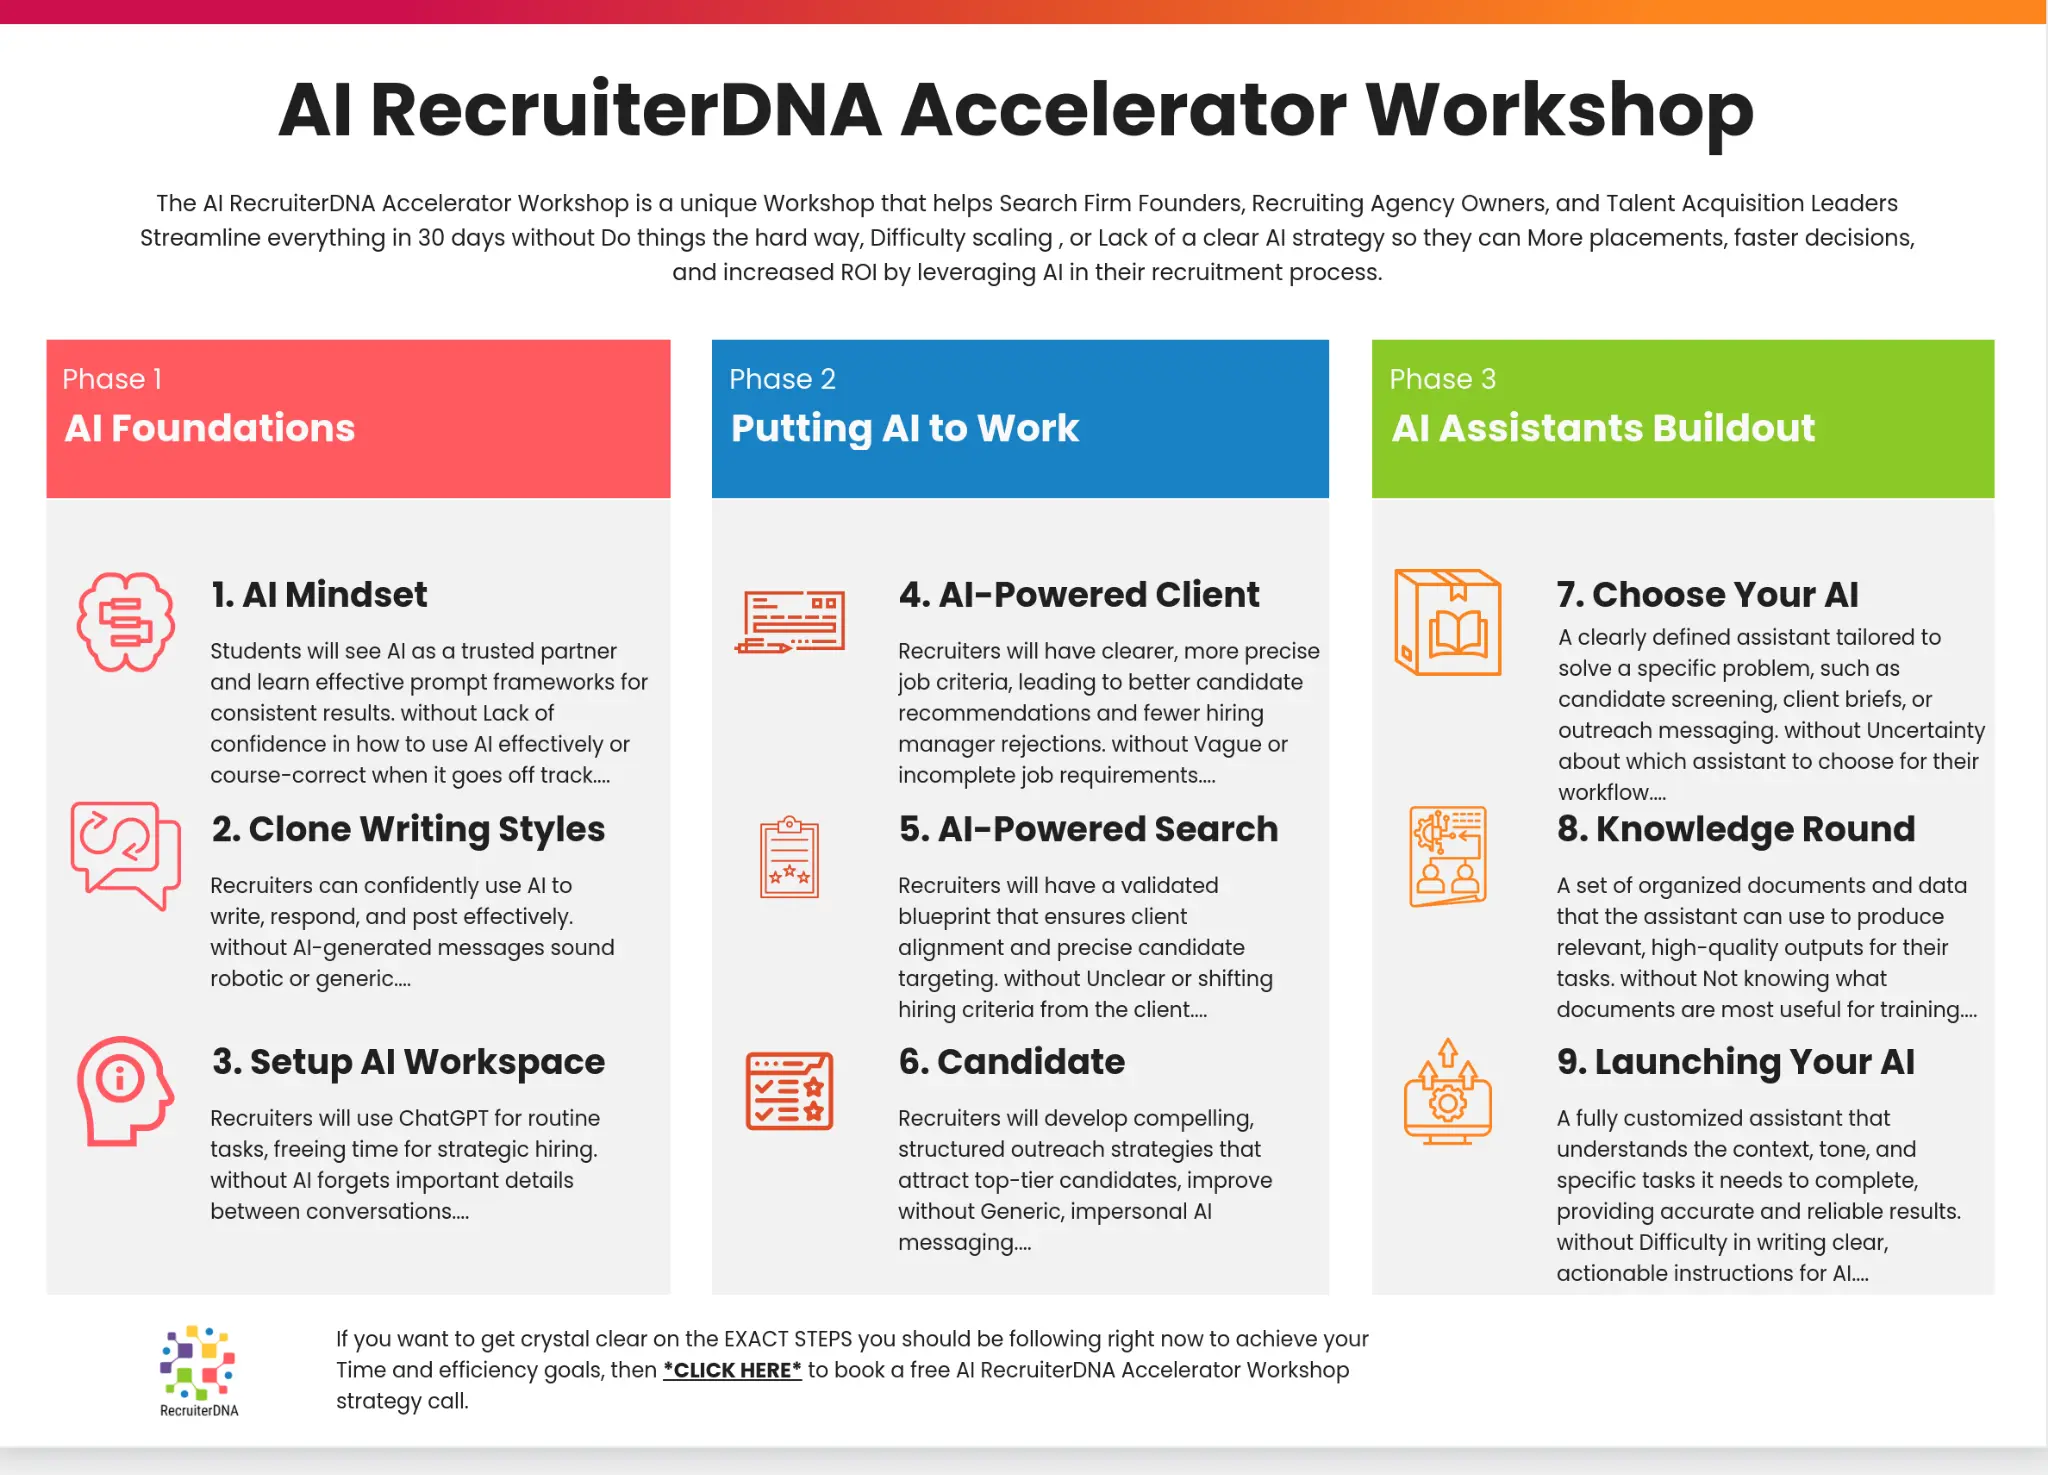 AI RecruiterDNA Accelerator Workshop
The AI RecruiterDNA Accelerator Workshop is a unique Workshop that helps Search Firm Founders, Recruiting Agency Owners, and Talent Acquisition Leaders
Streamline everything in 30 days without Do things the hard way, Difficulty scaling , or Lack of a clear AI strategy so they can More placements, faster decisions,
and increased ROI by leveraging AI in their recruitment process.
Phase 1
AI Foundations
1. AI Mindset
Students will see AI as a trusted partner
and learn effective prompt frameworks for
consistent results. without Lack of
confidence in how to use AI effectively or
course-correct when it goes off track....
2. Clone Writing Styles
Recruiters can confidently use AI to
write, respond, and post effectively.
without AI-generated messages sound
robotic or generic....
3. Setup AI Workspace
Recruiters will use ChatGPT for routine
tasks, freeing time for strategic hiring.
without AI forgets important details
between conversations....
Phase 2
Putting AI to Work
4. AI-Powered Client
Recruiters will have clearer, more precise
job criteria, leading to better candidate
recommendations and fewer hiring
manager rejections. without Vague or
incomplete job requirements....
5. AI-Powered Search
Recruiters will have a validated
blueprint that ensures client
alignment and precise candidate
targeting. without Unclear or shifting
hiring criteria from the client....
6. Candidate
Recruiters will develop compelling,
structured outreach strategies that
attract top-tier candidates, improve
without Generic, impersonal AI
messaging....
Phase 3
AI Assistants Buildout
7. Choose Your AI
A clearly defined assistant tailored to
solve a specific problem, such as
candidate screening, client briefs, or
outreach messaging. without Uncertainty
about which assistant to choose for their
workflow....
8. Knowledge Round
A set of organized documents and data
that the assistant can use to produce
relevant, high-quality outputs for their
tasks. without Not knowing what
documents are most useful for training....
9. Launching Your AI
A fully customized assistant that
understands the context, tone, and
specific tasks it needs to complete,
providing accurate and reliable results.
without Difficulty in writing clear,
actionable instructions for AI....
RecruiterDNA
If you want to get crystal clear on the EXACT STEPS you should be following right now to achieve your
Time and efficiency goals, then *CLICK HERE* to book a free AI RecruiterDNA Accelerator Workshop
strategy call.